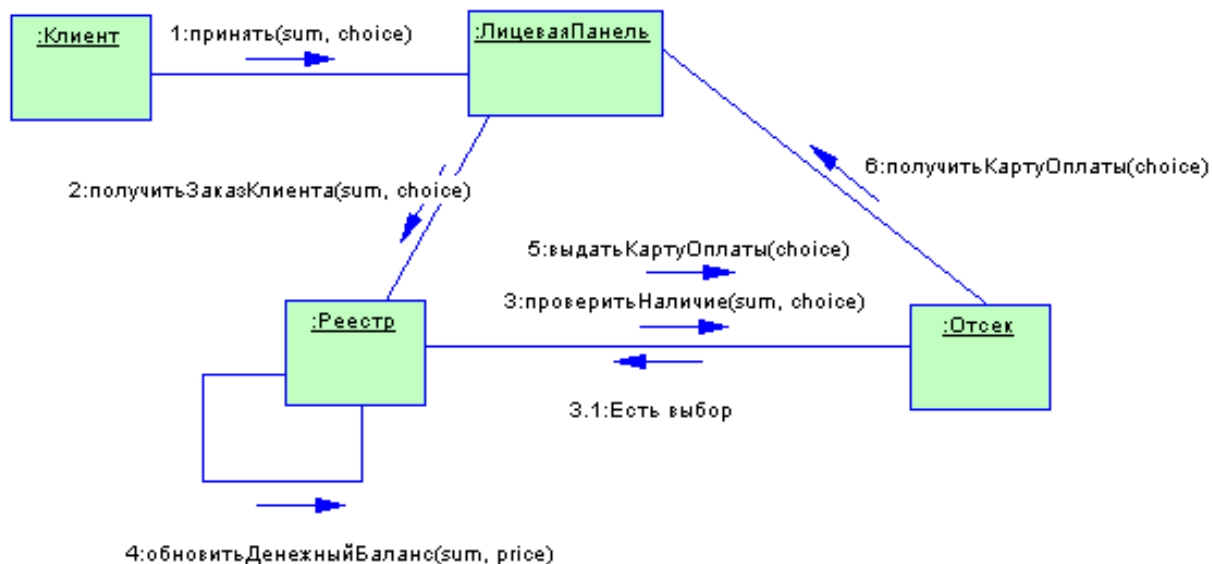 :Клиент
1:принять(sum, choice)
:ЛицеваяПанель
6:получитьКартуОплаты(choice)
2:получитьЗаказКлиента(sum, choice)
5:выдатьКартуОплаты(choice)
3:проверитьНаличие(sum, choice)
:Реестр
:Отсек
3.1:Есть выбор
4:обновитьДенежныйБаланс(sum, price)